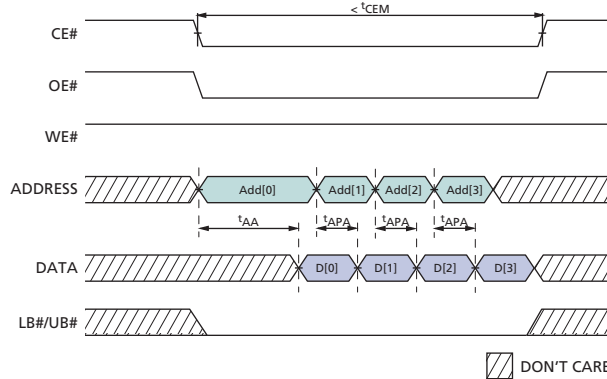 < tCEM
CE#
OE#
WE#
ADDRESS
Add[0] Add[1] Add[2] Add[3]
tAA tAPA tAPA tAPA
DATA
D[0] D[1] D[2] D[3]
LB#/UB#
DON'T CARE